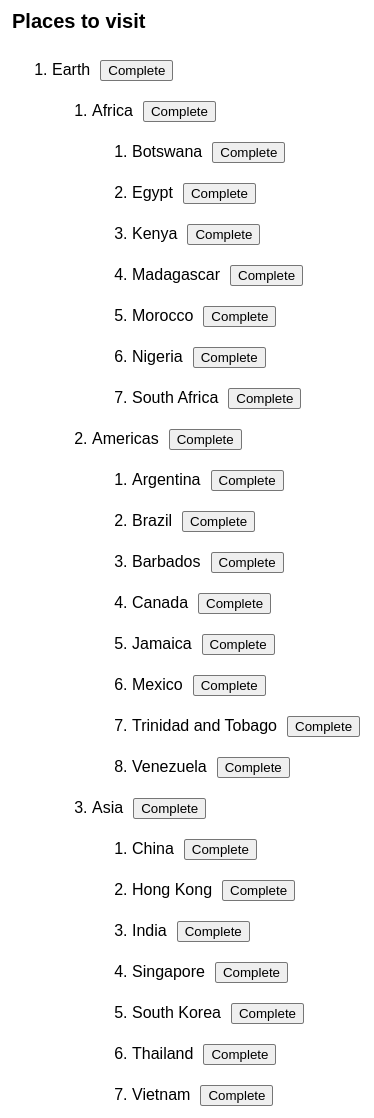 Places to visit
1. Earth Complete
1. Africa Complete
1. Botswana Complete
2. Egypt Complete
3. Kenya Complete
4. Madagascar Complete
5. Morocco Complete
6. Nigeria Complete
7. South Africa Complete
2. Americas Complete
1. Argentina Complete
2. Brazil Complete
3. Barbados Complete
4. Canada Complete
5. Jamaica Complete
6. Mexico Complete
7. Trinidad and Tobago Complete
8. Venezuela Complete
3. Asia Complete
1. China Complete
2. Hong Kong Complete
3. India Complete
4. Singapore Complete
5. South Korea Complete
6. Thailand Complete
7. Vietnam Complete